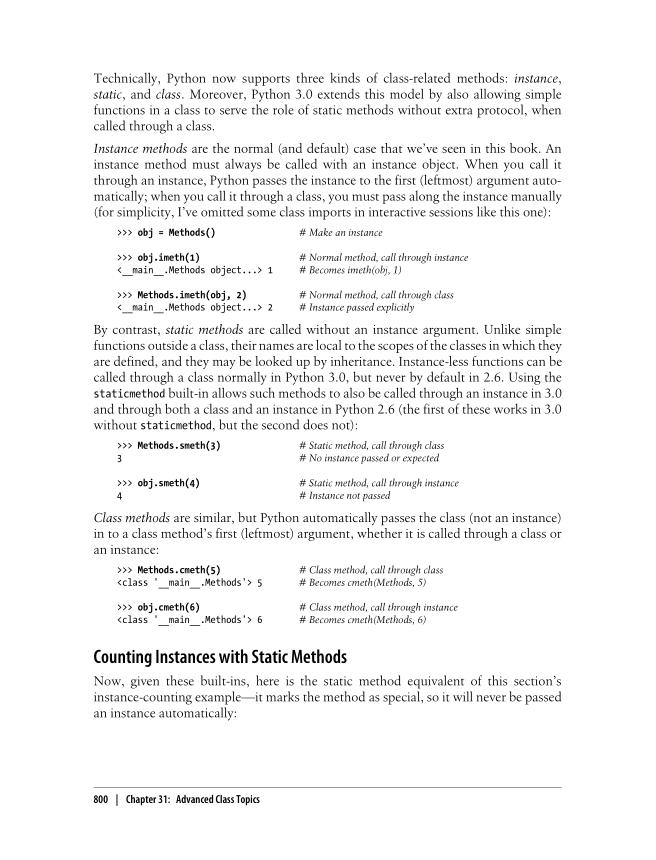 Technically, Python now supports three kinds of class-related methods: instance,
static, and class. Moreover, Python 3.0 extends this model by also allowing simple
functions in a class to serve the role of static methods without extra protocol, when
called through a class.
Instance methods are the normal (and default) case that we've seen in this book. An
instance method must always be called with an instance object. When you call it
through an instance, Python passes the instance to the first (leftmost) argument auto-
matically; when you call it through a class, you must pass along the instance manually
(for simplicity, I've omitted some class imports in interactive sessions like this one):
>>> obj = Methods() # Make an instance
>>> obj.imeth(1) # Normal method, call through instance
<__main__.Methods object...> 1 # Becomes imeth(obj, 1)
>>> Methods.imeth(obj, 2) # Normal method, call through class
<__main__.Methods object...> 2 # Instance passed explicitly
By contrast, static methods are called without an instance argument. Unlike simple
functions outside a class, their names are local to the scopes of the classes in which they
are defined, and they may be looked up by inheritance. Instance-less functions can be
called through a class normally in Python 3.0, but never by default in 2.6. Using the
staticmethod built-in allows such methods to also be called through an instance in 3.0
and through both a class and an instance in Python 2.6 (the first of these works in 3.0
without staticmethod, but the second does not):
>>> Methods.smeth(3) # Static method, call through class
3 # No instance passed or expected
>>> obj.smeth(4) # Static method, call through instance
4 # Instance not passed
Class methods are similar, but Python automatically passes the class (not an instance)
in to a class method's first (leftmost) argument, whether it is called through a class or
an instance:
>>> Methods.cmeth(5) # Class method, call through class
<class '__main__.Methods'> 5 # Becomes cmeth(Methods, 5)
>>> obj.cmeth(6) # Class method, call through instance
<class '__main__.Methods'> 6 # Becomes cmeth(Methods, 6)
Counting Instances with Static Methods
Now, given these built-ins, here is the static method equivalent of this section's
instance-counting example—it marks the method as special, so it will never be passed
an instance automatically:
800 | Chapter 31: Advanced Class Topics